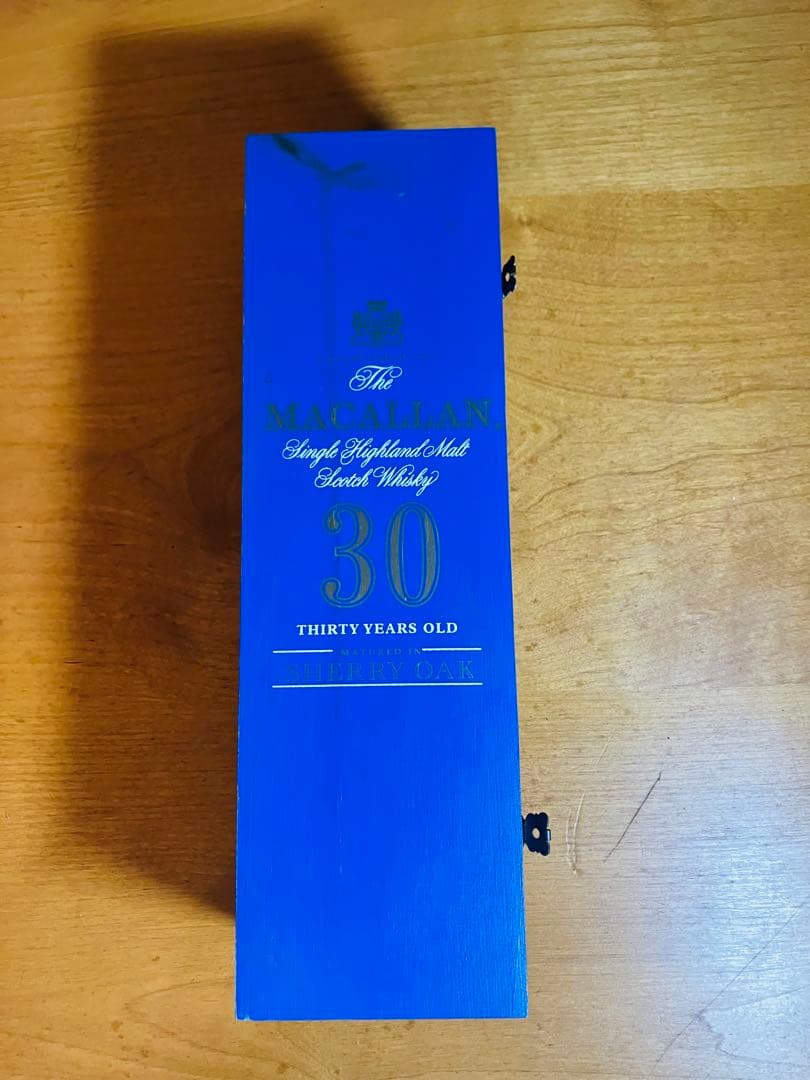 The
MACALLAN.
Single Highland Malt
Scotch Whisky
30
THIRTY YEARS OLD
MATURED IN
SHERRY OAK